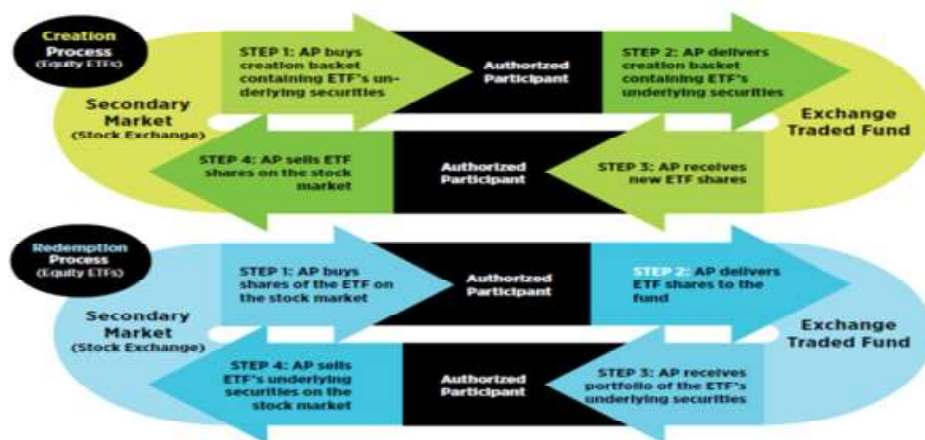 Creation
Process
(Equity ETFs)
STEP 1: AP buys
creation basket
containing ETF's un-
derlying securities
Authorized
Participant
STEP 2: AP delivers
creation basket
containing ETF's
underlying securities
Secondary
Market
(Stock Exchange)
Exchange
Traded Fund
STEP 4: AP sells ETF
shares on the stock
market
Authorized
Participant
STEP 3: AP receives
new ETF shares
Redemption
Process
(Equity ETFs)
STEP 1: AP buys
shares of the ETF on
the stock market
Authorized
Participant
STEP 2: AP delivers
ETF shares to the
fund
Secondary
Market
(Stock Exchange)
Exchange
Traded Fund
STEP 4: AP sells
ETF's underlying
securities on the
stock market
Authorized
Participant
STEP 3: AP receives
portfolio of the ETF's
underlying securities